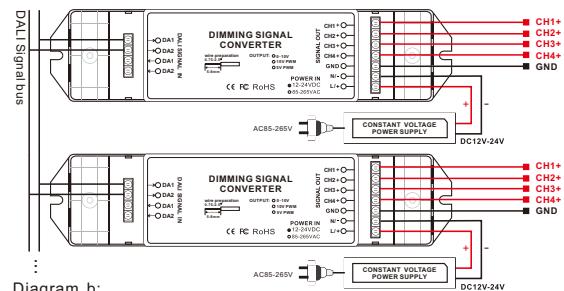 DALI Signal bus
DA1
DA2
DA1
DA2
DALI SIGNAL IN
DIMMING SIGNAL
CONVERTER
wire preparation
OUTPUT:
0-10V
10V PWM
5V PWM
CE FC RoHS
POWER IN
12-24VDC
85-265VAC
SIGNAL OUT
CH1+
CH2+
CH3+
CH4+
GND
N/-
L/+
CH1+
CH2+
CH3+
CH4+
GND
+
−
AC85-265V
CONSTANT VOLTAGE
POWER SUPPLY
DC12V-24V
DA1
DA2
DA1
DA2
DALI SIGNAL IN
DIMMING SIGNAL
CONVERTER
wire preparation
OUTPUT:
0-10V
10V PWM
5V PWM
CE FC RoHS
POWER IN
12-24VDC
85-265VAC
SIGNAL OUT
CH1+
CH2+
CH3+
CH4+
GND
N/-
L/+
CH1+
CH2+
CH3+
CH4+
GND
+
−
AC85-265V
CONSTANT VOLTAGE
POWER SUPPLY
DC12V-24V
Diagram b: